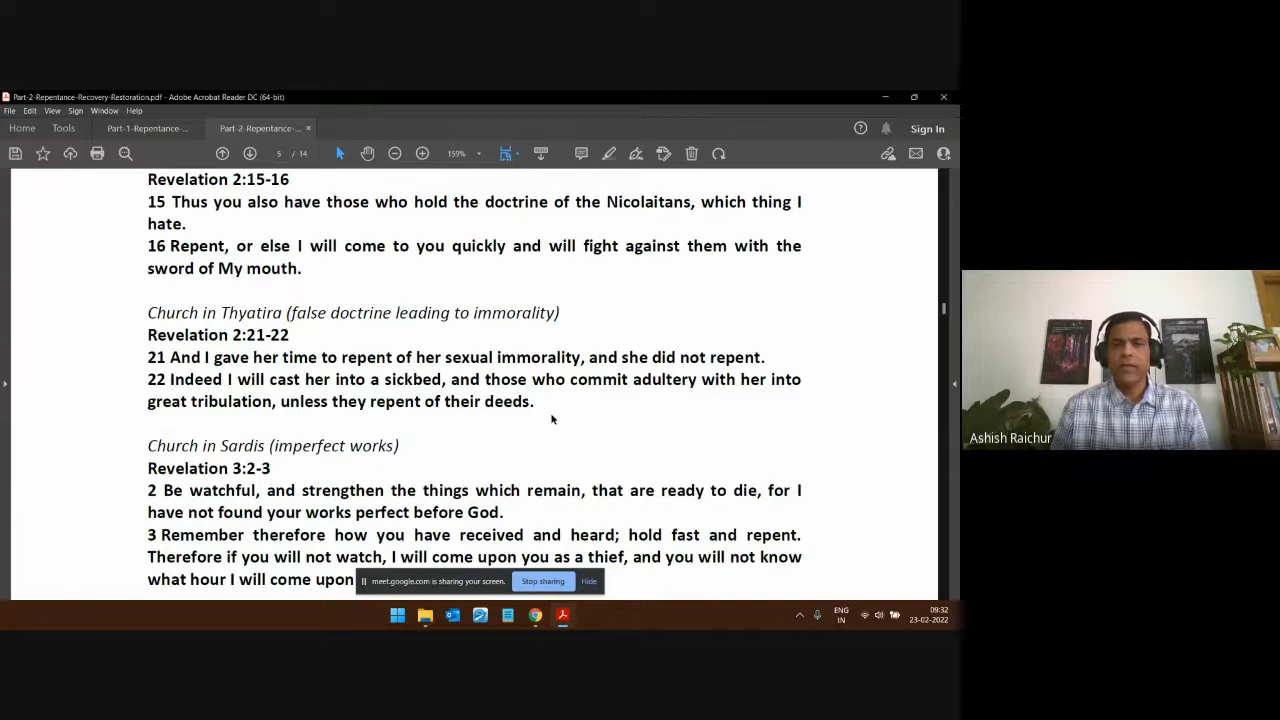 Part-2-Repentance-Recovery-Restoration.pdf - Adobe Acrobat Reader DC (64-bit)
File Edit View Sign Window Help
Home Tools Part-1-Repentance-... Part-2-Repentance-... × Sign In
5 / 14 159%
Revelation 2:15-16
15 Thus you also have those who hold the doctrine of the Nicolaitans, which thing I
hate.
16 Repent, or else I will come to you quickly and will fight against them with the
sword of My mouth.
Church in Thyatira (false doctrine leading to immorality)
Revelation 2:21-22
21 And I gave her time to repent of her sexual immorality, and she did not repent.
22 Indeed I will cast her into a sickbed, and those who commit adultery with her into
great tribulation, unless they repent of their deeds.
Church in Sardis (imperfect works)
Revelation 3:2-3
2 Be watchful, and strengthen the things which remain, that are ready to die, for I
have not found your works perfect before God.
3 Remember therefore how you have received and heard; hold fast and repent.
Therefore if you will not watch, I will come upon you as a thief, and you will not know
what hour I will come upon
meet.google.com is sharing your screen. Stop sharing Hide
ENG
IN
09:32
23-02-2022
Ashish Raichur